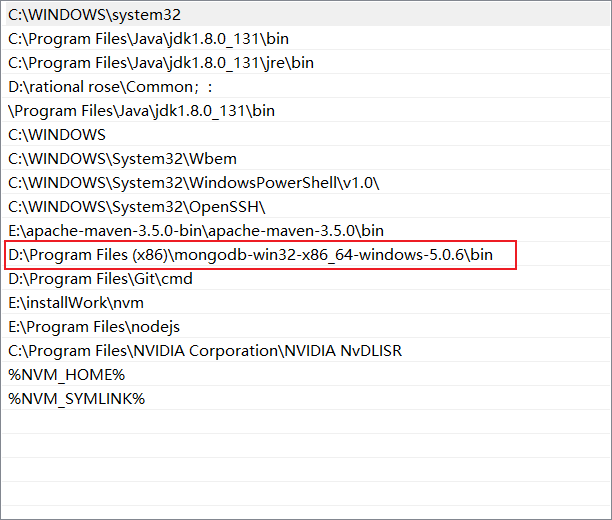 C:\WINDOWS\system32
C:\Program Files\Java\jdk1.8.0_131\bin
C:\Program Files\Java\jdk1.8.0_131\jre\bin
D:\rational rose\Common；:
\Program Files\Java\jdk1.8.0_131\bin
C:\WINDOWS
C:\WINDOWS\System32\Wbem
C:\WINDOWS\System32\WindowsPowerShell\v1.0\
C:\WINDOWS\System32\OpenSSH\
E:\apache-maven-3.5.0-bin\apache-maven-3.5.0\bin
D:\Program Files (x86)\mongodb-win32-x86_64-windows-5.0.6\bin
D:\Program Files\Git\cmd
E:\installWork\nvm
E:\Program Files\nodejs
C:\Program Files\NVIDIA Corporation\NVIDIA NvDLISR
%NVM_HOME%
%NVM_SYMLINK%